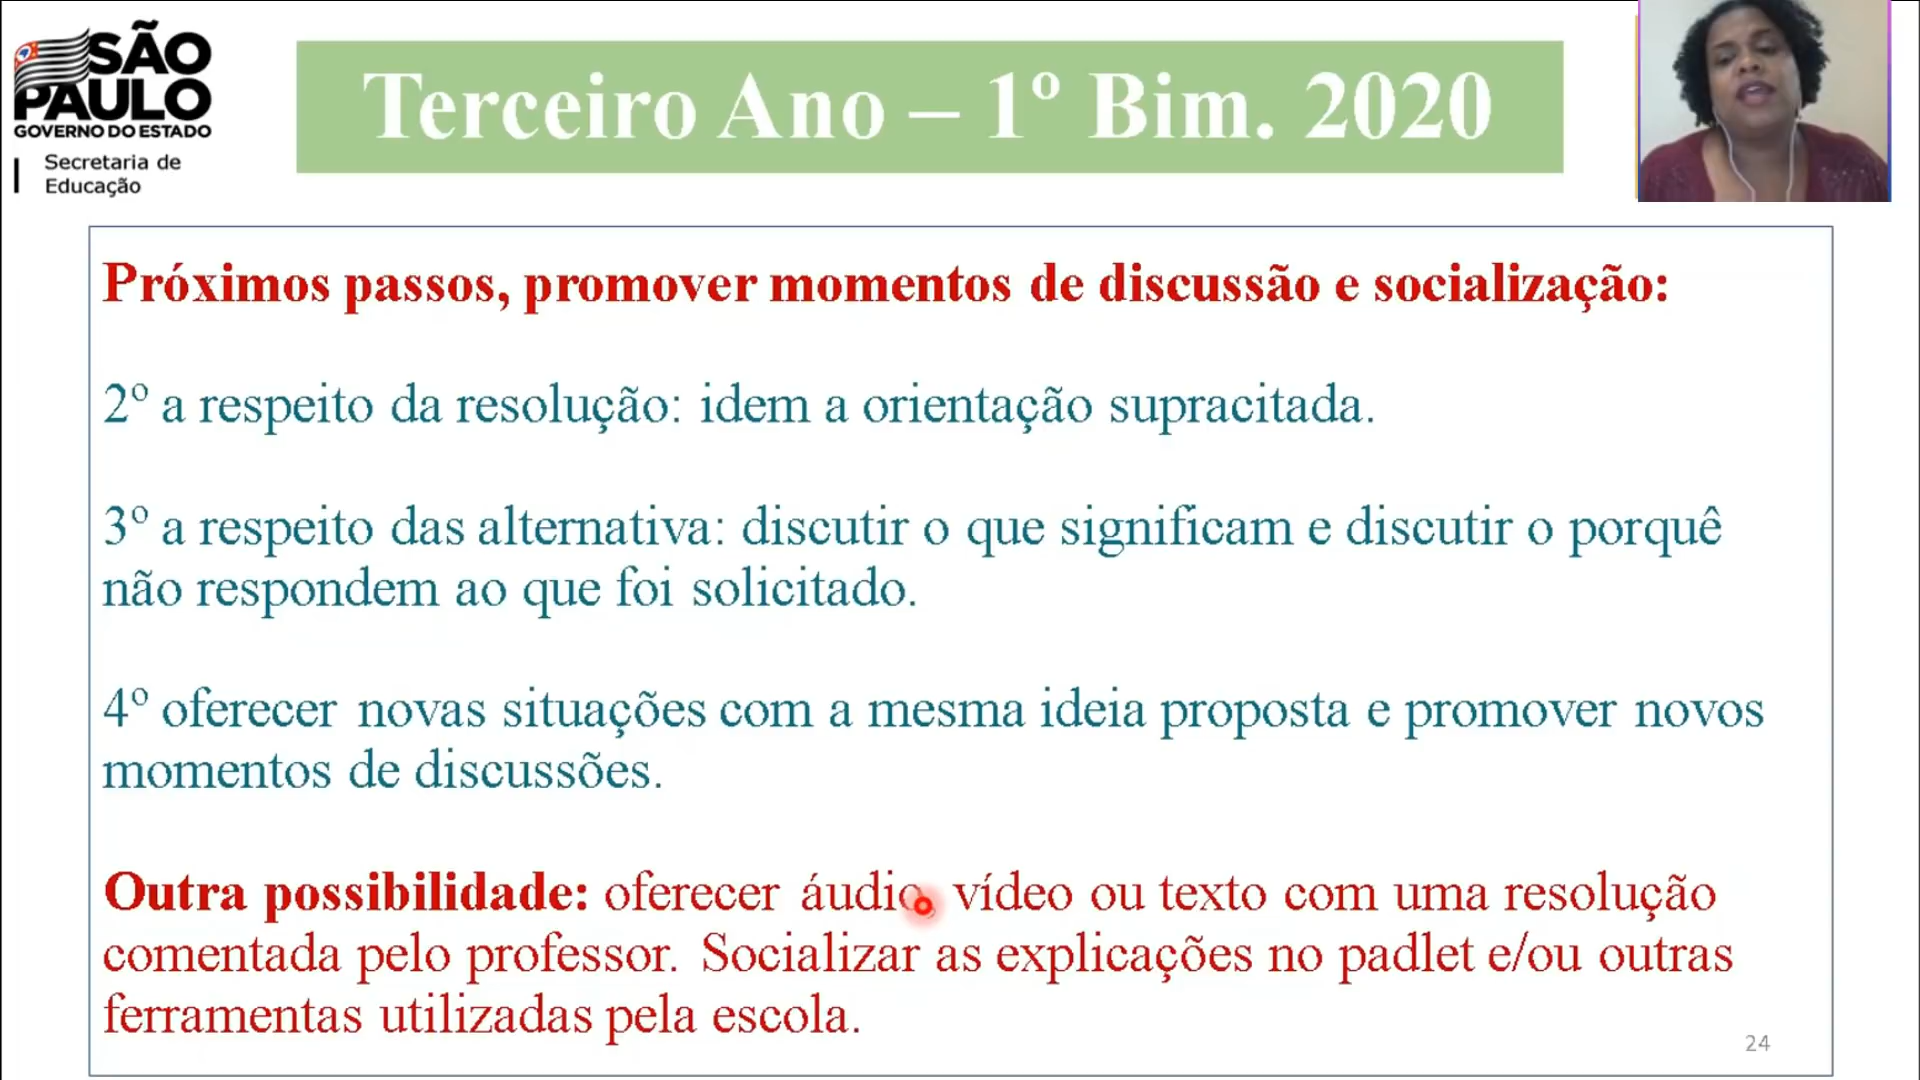 SÃO
PAULO
GOVERNO DO ESTADO
Secretaria de
Educação
Terceiro Ano – 1º Bim. 2020
Próximos passos, promover momentos de discussão e socialização:
2º a respeito da resolução: idem a orientação supracitada.
3º a respeito das alternativa: discutir o que significam e discutir o porquê
não respondem ao que foi solicitado.
4º oferecer novas situações com a mesma ideia proposta e promover novos
momentos de discussões.
Outra possibilidade: oferecer áudio, vídeo ou texto com uma resolução
comentada pelo professor. Socializar as explicações no padlet e/ou outras
ferramentas utilizadas pela escola.
24